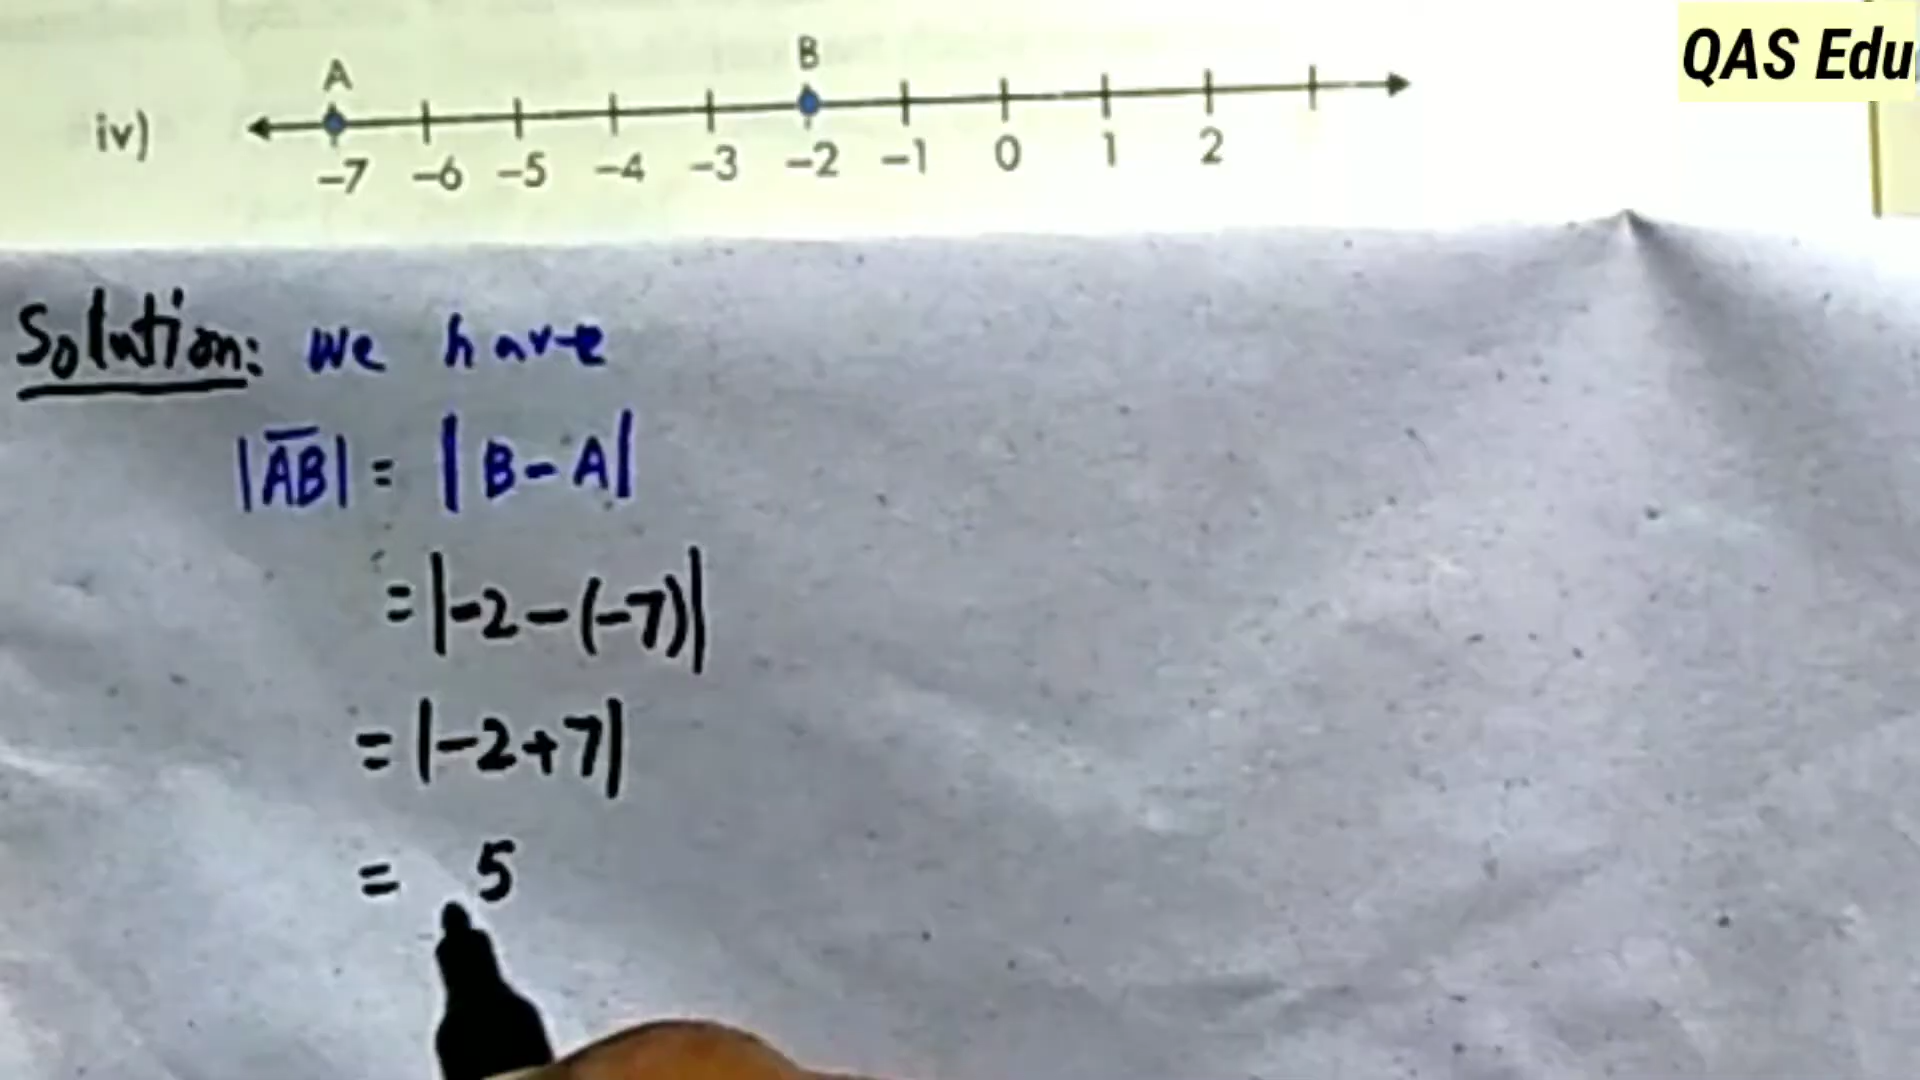 QAS Edu
A B
iv)
-7 -6 -5 -4 -3 -2 -1 0 1 2
Solution: we have
|A̅B̅| = |B-A|
= |-2-(-7)|
= |-2+7|
= 5